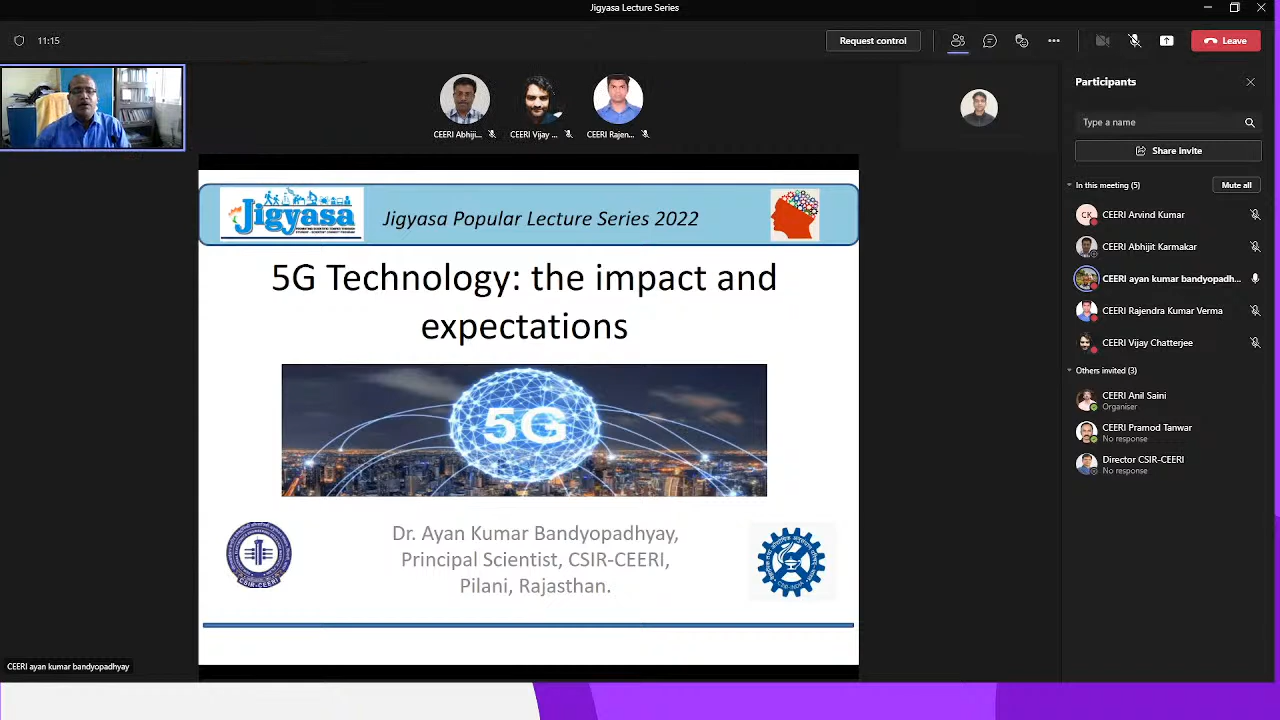 Jigyasa Lecture Series
11:15
Request control
Leave
CEERI Abhiji...
CEERI Vijay ...
CEERI Rajen...
Participants
Type a name
Share invite
In this meeting (5)
Mute all
CK
CEERI Arvind Kumar
CEERI Abhijit Karmakar
CEERI ayan kumar bandyopadh...
CEERI Rajendra Kumar Verma
CEERI Vijay Chatterjee
Others invited (3)
CEERI Anil Saini
Organiser
CEERI Pramod Tanwar
No response
Director CSIR-CEERI
No response
Jigyasa
Jigyasa Popular Lecture Series 2022
5G Technology: the impact and
expectations
5G
CSIR-CEERI
Dr. Ayan Kumar Bandyopadhyay,
Principal Scientist, CSIR-CEERI,
Pilani, Rajasthan.
CEERI ayan kumar bandyopadhyay